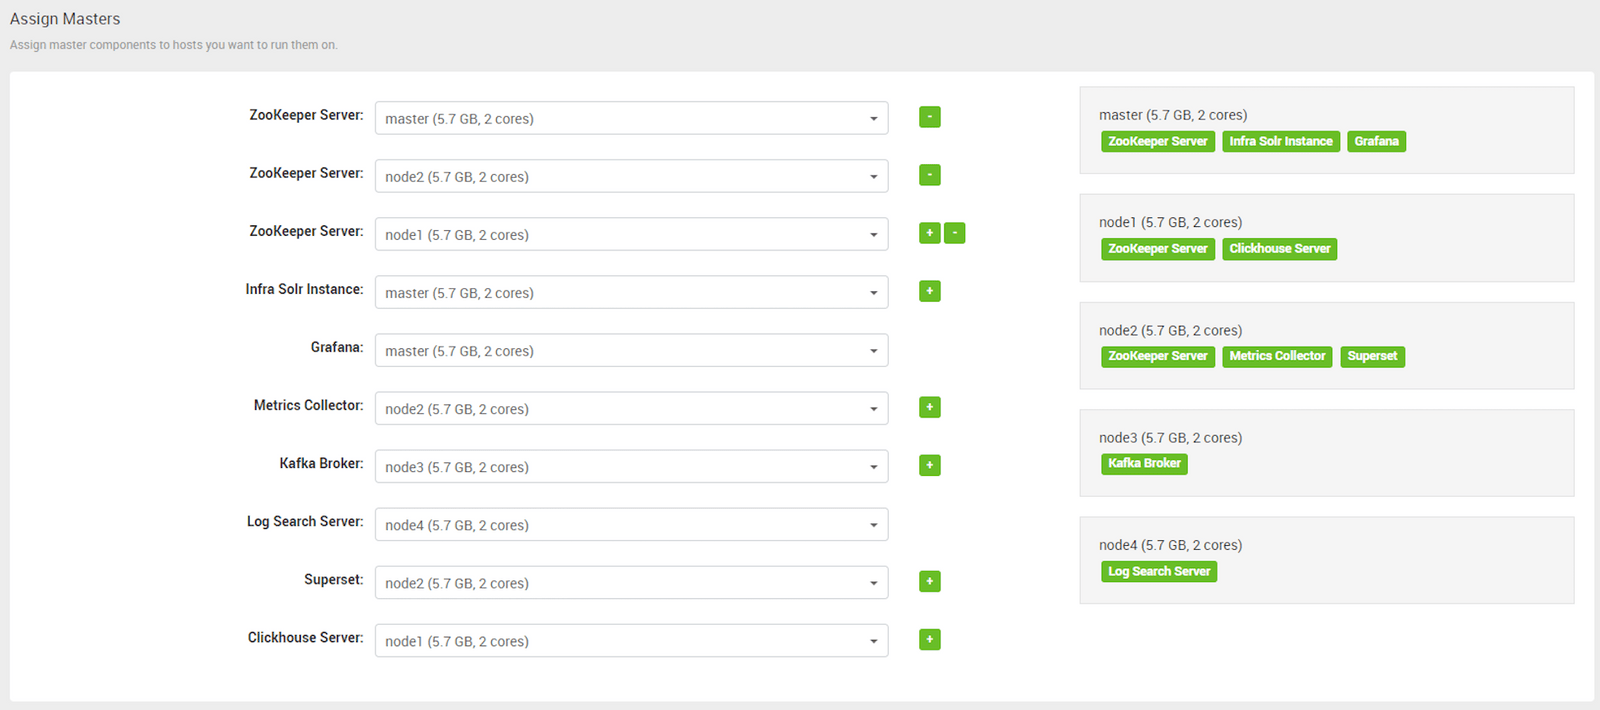 Assign Masters
Assign master components to hosts you want to run them on.
ZooKeeper Server: master (5.7 GB, 2 cores) -
ZooKeeper Server: node2 (5.7 GB, 2 cores) -
ZooKeeper Server: node1 (5.7 GB, 2 cores) + -
Infra Solr Instance: master (5.7 GB, 2 cores) +
Grafana: master (5.7 GB, 2 cores)
Metrics Collector: node2 (5.7 GB, 2 cores) +
Kafka Broker: node3 (5.7 GB, 2 cores) +
Log Search Server: node4 (5.7 GB, 2 cores)
Superset: node2 (5.7 GB, 2 cores) +
Clickhouse Server: node1 (5.7 GB, 2 cores) +
master (5.7 GB, 2 cores)
ZooKeeper Server Infra Solr Instance Grafana
node1 (5.7 GB, 2 cores)
ZooKeeper Server Clickhouse Server
node2 (5.7 GB, 2 cores)
ZooKeeper Server Metrics Collector Superset
node3 (5.7 GB, 2 cores)
Kafka Broker
node4 (5.7 GB, 2 cores)
Log Search Server